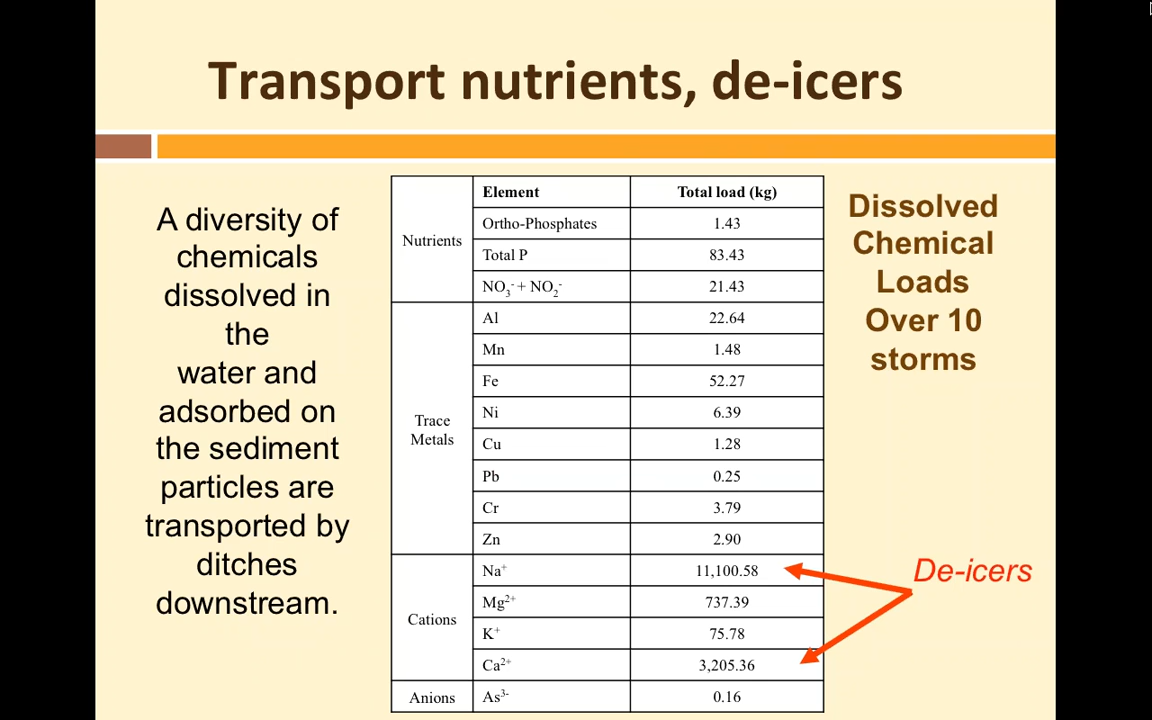 Transport nutrients, de-icers
A diversity of
chemicals
dissolved in
the
water and
adsorbed on
the sediment
particles are
transported by
ditches
downstream.
Element Total load (kg)
Nutrients
Ortho-Phosphates 1.43
Total P 83.43
NO₃⁻ + NO₂⁻ 21.43
Trace
Metals
Al 22.64
Mn 1.48
Fe 52.27
Ni 6.39
Cu 1.28
Pb 0.25
Cr 3.79
Zn 2.90
Cations
Na⁺ 11,100.58
Mg²⁺ 737.39
K⁺ 75.78
Ca²⁺ 3,205.36
Anions As³⁻ 0.16
Dissolved
Chemical
Loads
Over 10
storms
De-icers